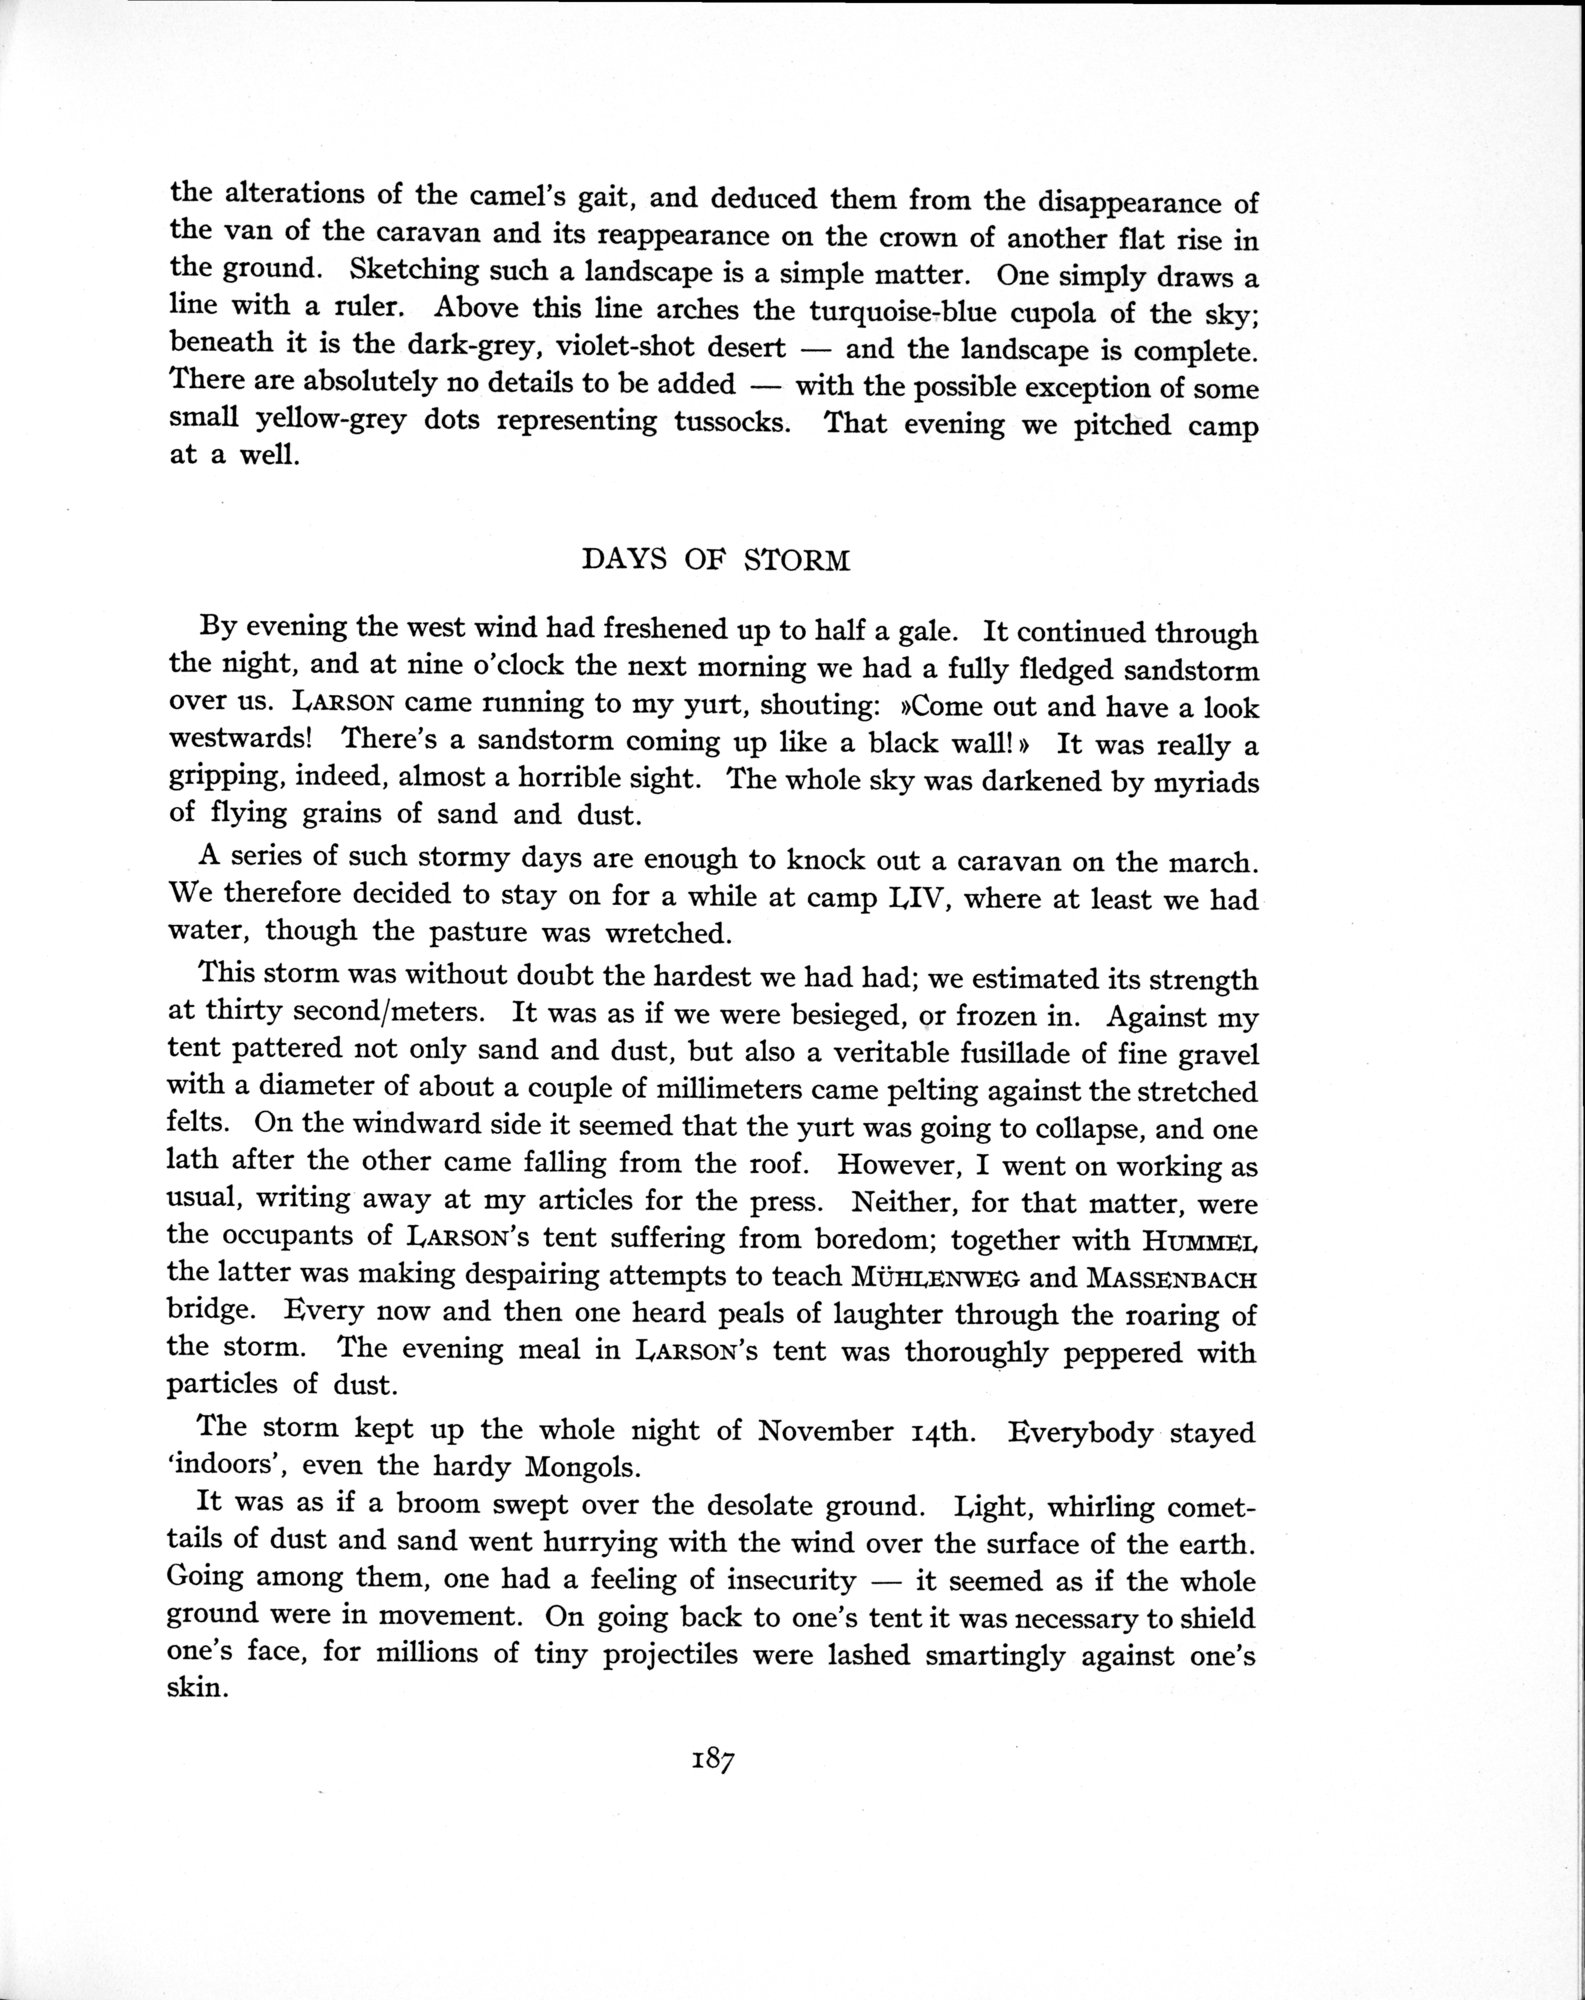 the alterations of the camel's gait, and deduced them from the disappearance of
the van of the caravan and its reappearance on the crown of another flat rise in
the ground. Sketching such a landscape is a simple matter. One simply draws a
line with a ruler. Above this line arches the turquoise-blue cupola of the sky;
beneath it is the dark-grey, violet-shot desert — and the landscape is complete.
There are absolutely no details to be added — with the possible exception of some
small yellow-grey dots representing tussocks. That evening we pitched camp
at a well.
DAYS OF STORM
By evening the west wind had freshened up to half a gale. It continued through
the night, and at nine o'clock the next morning we had a fully fledged sandstorm
over us. LARSON came running to my yurt, shouting: »Come out and have a look
westwards! There's a sandstorm coming up like a black wall!» It was really a
gripping, indeed, almost a horrible sight. The whole sky was darkened by myriads
of flying grains of sand and dust.
A series of such stormy days are enough to knock out a caravan on the march.
We therefore decided to stay on for a while at camp LIV, where at least we had
water, though the pasture was wretched.
This storm was without doubt the hardest we had had; we estimated its strength
at thirty second/meters. It was as if we were besieged, or frozen in. Against my
tent pattered not only sand and dust, but also a veritable fusillade of fine gravel
with a diameter of about a couple of millimeters came pelting against the stretched
felts. On the windward side it seemed that the yurt was going to collapse, and one
lath after the other came falling from the roof. However, I went on working as
usual, writing away at my articles for the press. Neither, for that matter, were
the occupants of LARSON's tent suffering from boredom; together with HUMMEL
the latter was making despairing attempts to teach MÜHLENWEG and MASSENBACH
bridge. Every now and then one heard peals of laughter through the roaring of
the storm. The evening meal in LARSON's tent was thoroughly peppered with
particles of dust.
The storm kept up the whole night of November 14th. Everybody stayed
'indoors', even the hardy Mongols.
It was as if a broom swept over the desolate ground. Light, whirling comet-
tails of dust and sand went hurrying with the wind over the surface of the earth.
Going among them, one had a feeling of insecurity — it seemed as if the whole
ground were in movement. On going back to one's tent it was necessary to shield
one's face, for millions of tiny projectiles were lashed smartingly against one's
skin.
187